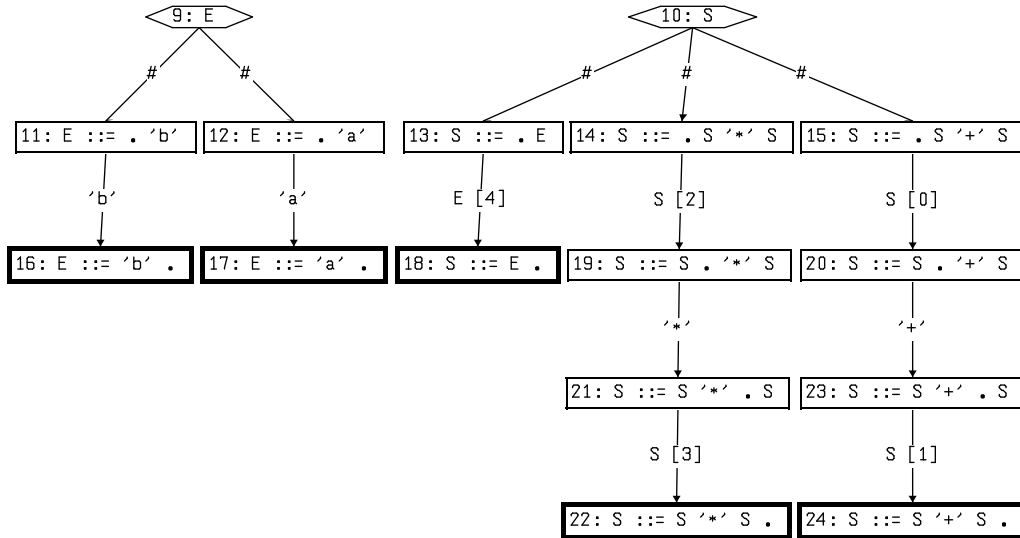 9: E 10: S
# # # # #
11: E ::= . 'b' 12: E ::= . 'a' 13: S ::= . E 14: S ::= . S '*' S 15: S ::= . S '+' S
'b' 'a' E [4] S [2] S [0]
16: E ::= 'b' . 17: E ::= 'a' . 18: S ::= E . 19: S ::= S . '*' S 20: S ::= S . '+' S
'*' '+'
21: S ::= S '*' . S 23: S ::= S '+' . S
S [3] S [1]
22: S ::= S '*' S . 24: S ::= S '+' S .